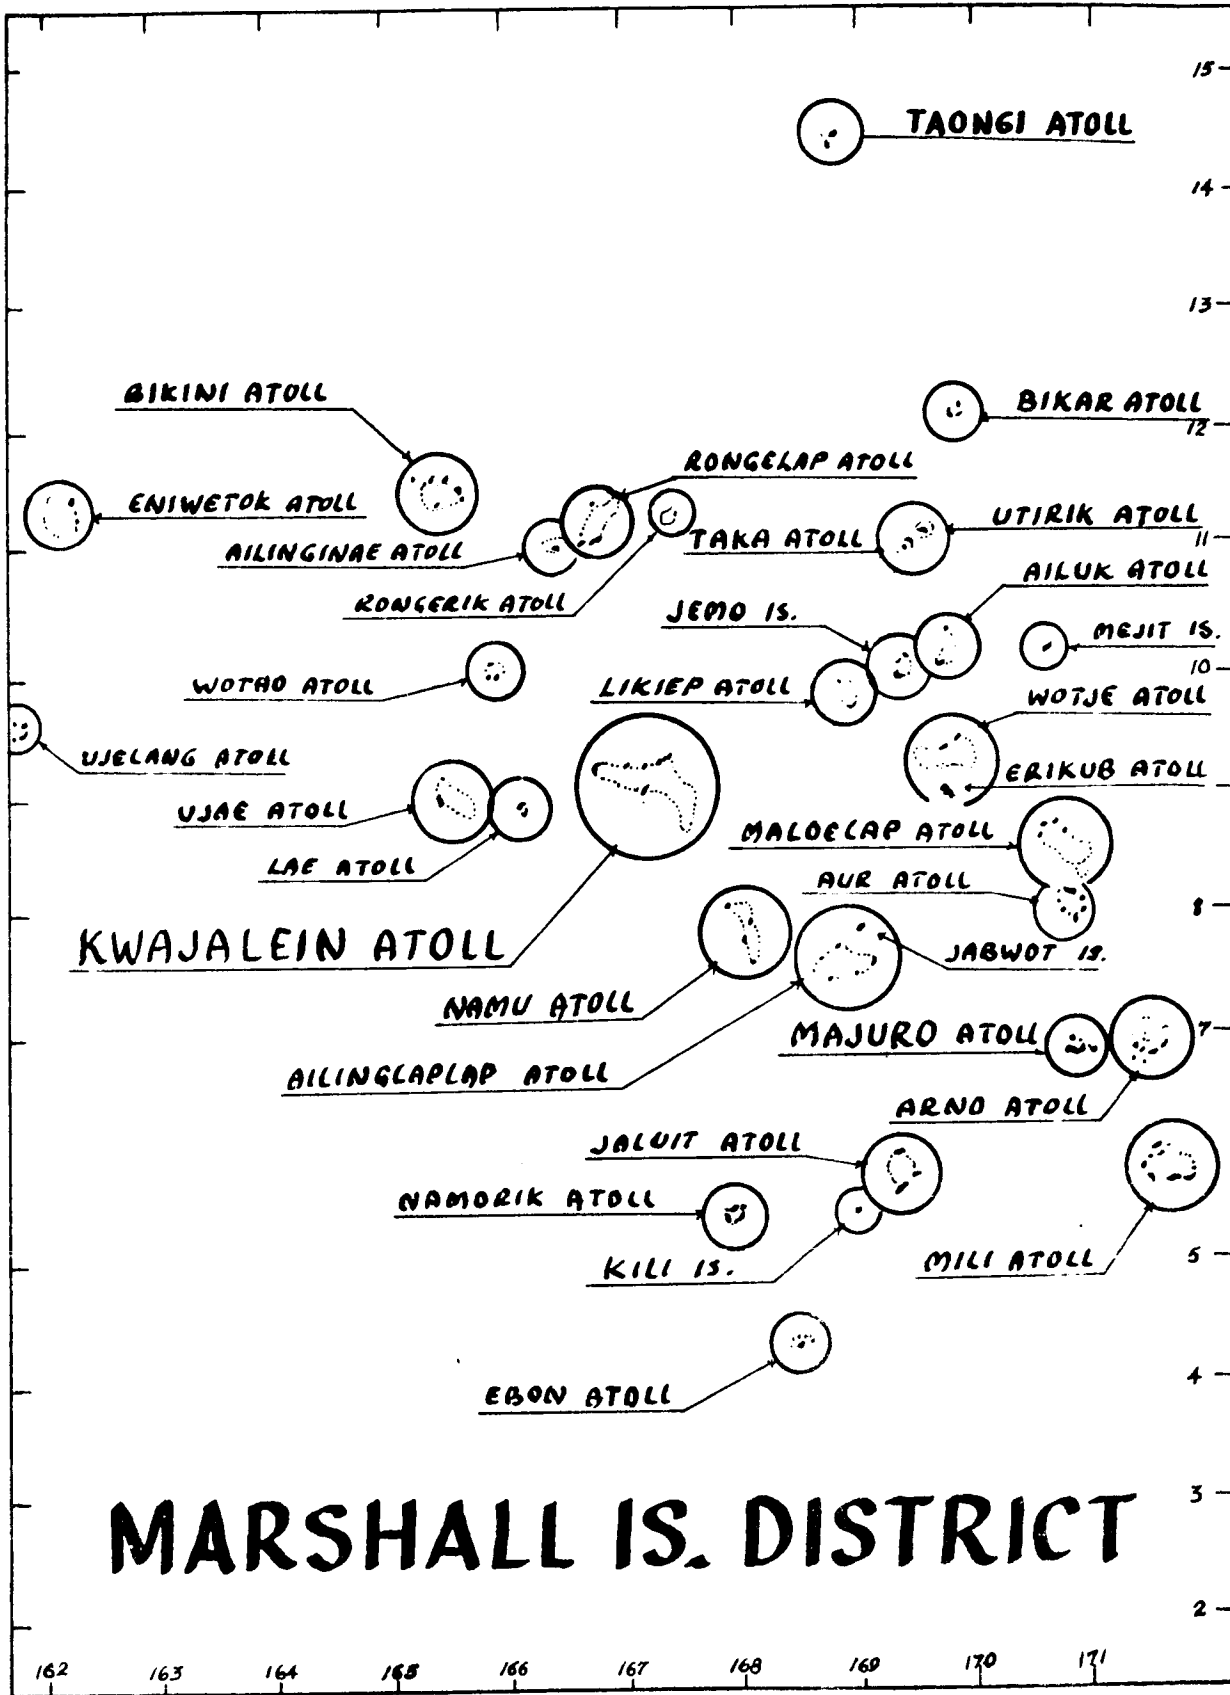 15
TAONGI ATOLL
14
13
BIKINI ATOLL
BIKAR ATOLL
12
RONGELAP ATOLL
ENIWETOK ATOLL
UTIRIK ATOLL
TAKA ATOLL
11
AILINGINAE ATOLL
AILUK ATOLL
RONGERIK ATOLL
JEMO IS.
MEJIT IS.
10
WOTHO ATOLL
LIKIEP ATOLL
WOTJE ATOLL
UJELANG ATOLL
ERIKUB ATOLL
UJAE ATOLL
MALOELAP ATOLL
LAE ATOLL
AUR ATOLL
8
KWAJALEIN ATOLL
JABWOT IS.
NAMU ATOLL
MAJURO ATOLL
7
AILINGLAPLAP ATOLL
ARNO ATOLL
JALUIT ATOLL
NAMORIK ATOLL
KILI IS.
MILI ATOLL
5
4
EBON ATOLL
3
MARSHALL IS. DISTRICT
2
162 163 164 165 166 167 168 169 170 171